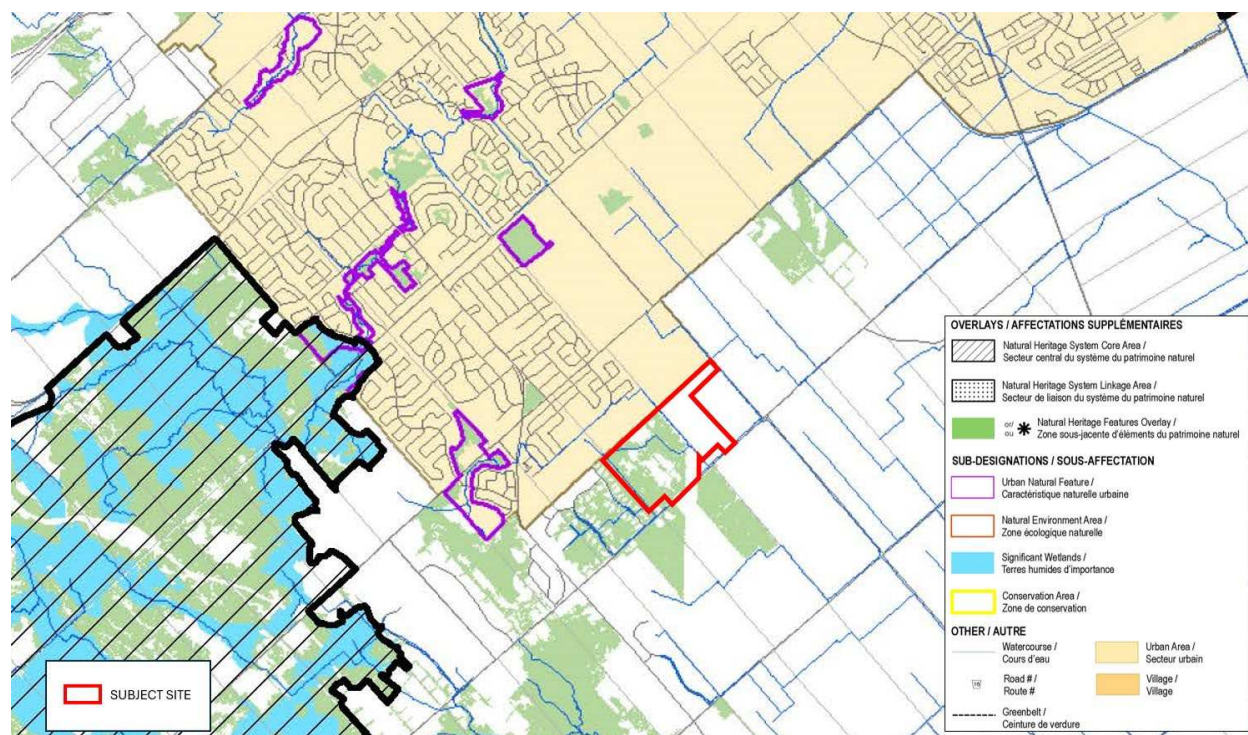 OVERLAYS / AFFECTATIONS SUPPLÉMENTAIRES
Natural Heritage System Core Area /
Secteur central du système du patrimoine naturel
Natural Heritage System Linkage Area /
Secteur de liaison du système du patrimoine naturel
or/
ou
Natural Heritage Features Overlay /
Zone sous-jacente d'éléments du patrimoine naturel
SUB-DESIGNATIONS / SOUS-AFFECTATION
Urban Natural Feature /
Caractéristique naturelle urbaine
Natural Environment Area /
Zone écologique naturelle
Significant Wetlands /
Terres humides d'importance
Conservation Area /
Zone de conservation
OTHER / AUTRE
Watercourse /
Cours d'eau
Urban Area /
Secteur urbain
Road # /
Route #
Village /
Village
Greenbelt /
Ceinture de verdure
SUBJECT SITE